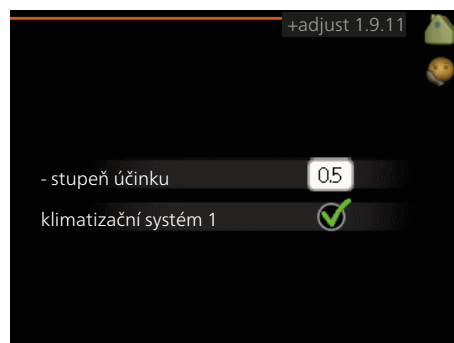 +adjust 1.9.11
- stupeň účinku 0.5
klimatizační systém 1